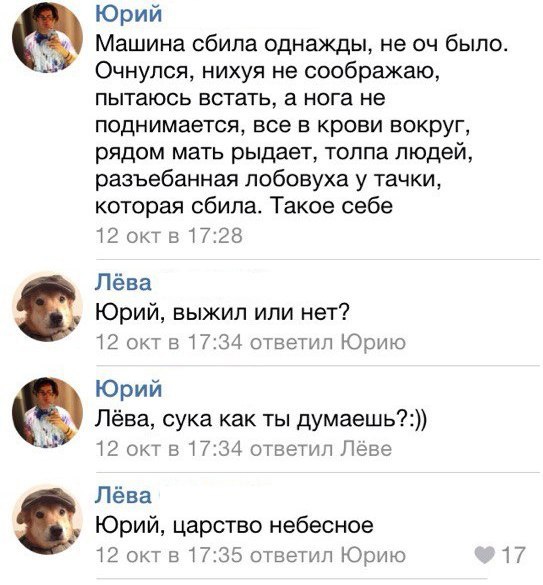 Юрий
Машина сбила однажды, не оч было.
Очнулся, нихуя не соображаю,
пытаюсь встать, а нога не
поднимается, все в крови вокруг,
рядом мать рыдает, толпа людей,
разъебанная лобовуха у тачки,
которая сбила. Такое себе
12 окт в 17:28
Лёва
Юрий, выжил или нет?
12 окт в 17:34 ответил Юрию
Юрий
Лёва, сука как ты думаешь?:))
12 окт в 17:34 ответил Лёве
Лёва
Юрий, царство небесное
12 окт в 17:35 ответил Юрию 17